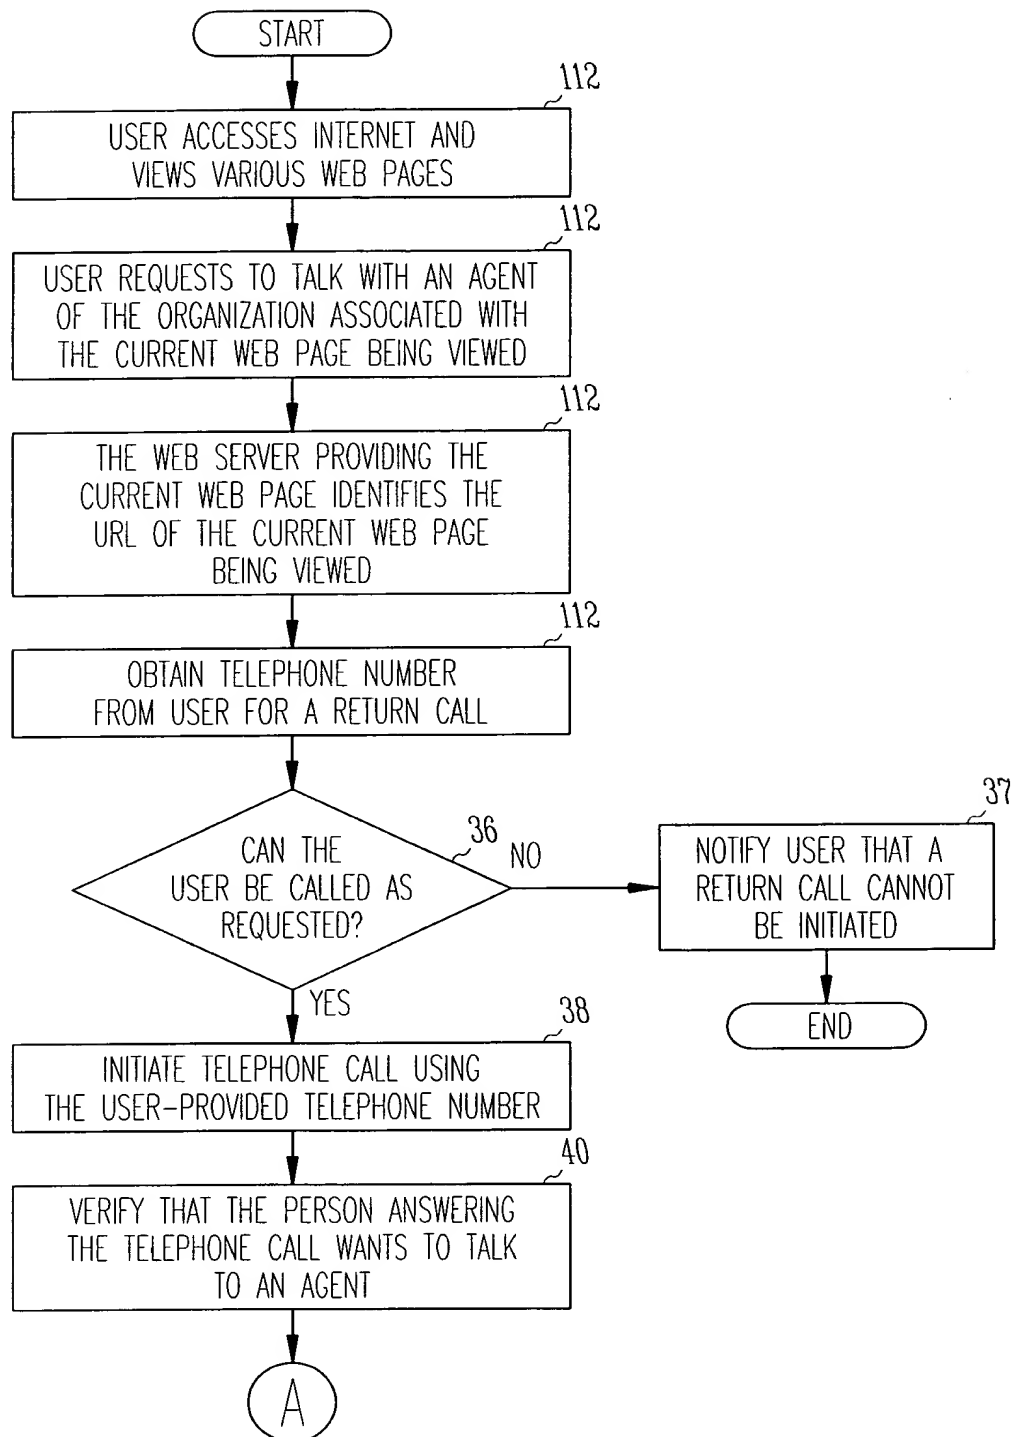 START
112
USER ACCESSES INTERNET AND
VIEWS VARIOUS WEB PAGES
112
USER REQUESTS TO TALK WITH AN AGENT
OF THE ORGANIZATION ASSOCIATED WITH
THE CURRENT WEB PAGE BEING VIEWED
112
THE WEB SERVER PROVIDING THE
CURRENT WEB PAGE IDENTIFIES THE
URL OF THE CURRENT WEB PAGE
BEING VIEWED
112
OBTAIN TELEPHONE NUMBER
FROM USER FOR A RETURN CALL
36
CAN THE
USER BE CALLED AS
REQUESTED?
NO
37
NOTIFY USER THAT A
RETURN CALL CANNOT
BE INITIATED
END
YES
38
INITIATE TELEPHONE CALL USING
THE USER-PROVIDED TELEPHONE NUMBER
40
VERIFY THAT THE PERSON ANSWERING
THE TELEPHONE CALL WANTS TO TALK
TO AN AGENT
A